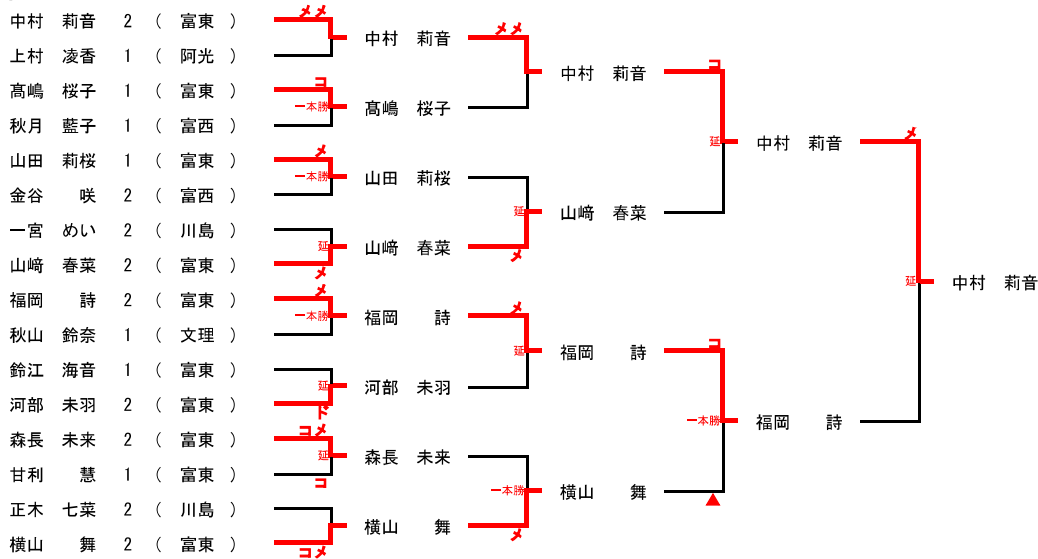 中村 莉音 2 ( 富東 )
上村 凌香 1 ( 阿光 )
髙嶋 桜子 1 ( 富東 )
秋月 藍子 1 ( 富西 )
山田 莉桜 1 ( 富東 )
金谷 咲 2 ( 富西 )
一宮 めい 2 ( 川島 )
山﨑 春菜 2 ( 富東 )
福岡 詩 2 ( 富東 )
秋山 鈴奈 1 ( 文理 )
鈴江 海音 1 ( 富東 )
河部 未羽 2 ( 富東 )
森長 未来 2 ( 富東 )
甘利 慧 1 ( 富東 )
正木 七菜 2 ( 川島 )
横山 舞 2 ( 富東 )
メメ
コ
一本勝
メ
一本勝
延
メ
メ
一本勝
延
ド
コメ
延
コ
コメ
中村 莉音
髙嶋 桜子
山田 莉桜
山﨑 春菜
福岡 詩
河部 未羽
森長 未来
横山 舞
メメ
延
メ
メ
延
一本勝
メ
中村 莉音
山﨑 春菜
福岡 詩
横山 舞
コ
延
コ
一本勝
▲
中村 莉音
福岡 詩
メ
延
中村 莉音